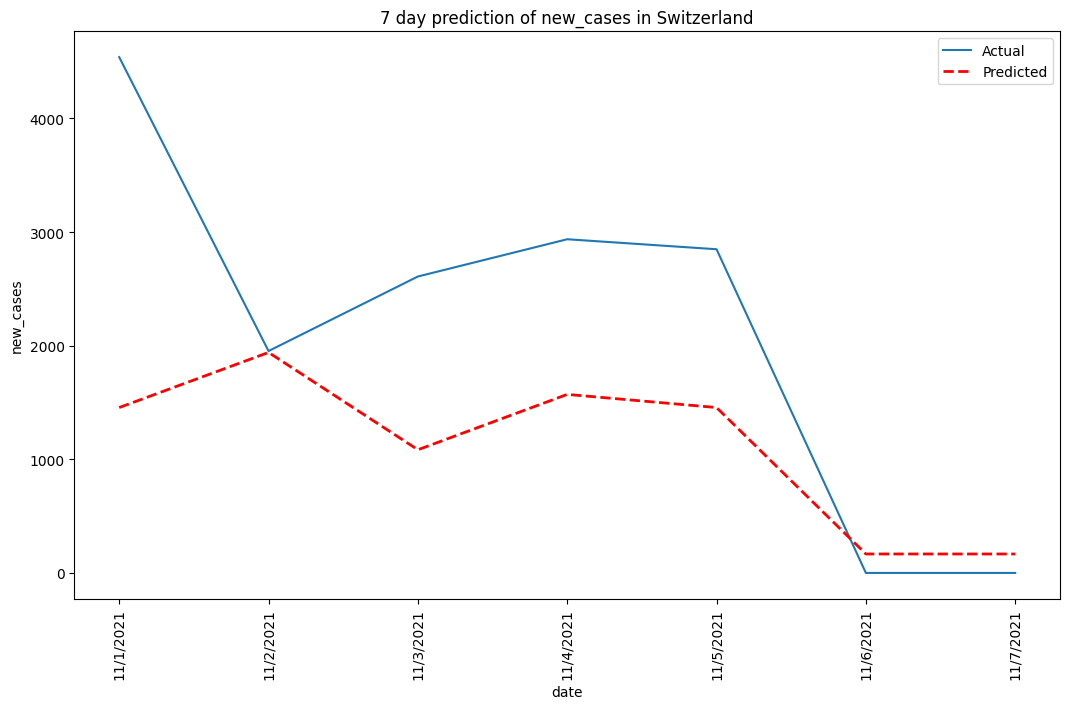 7 day prediction of new_cases in Switzerland
Actual
Predicted
new_cases
4000
3000
2000
1000
0
11/1/2021
11/2/2021
11/3/2021
11/4/2021
11/5/2021
11/6/2021
11/7/2021
date